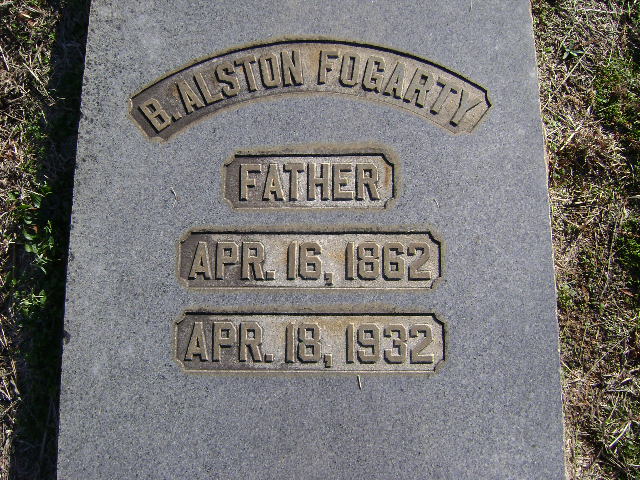 B. ALSTON FOGARTY
FATHER
APR. 16, 1862
APR. 18, 1932